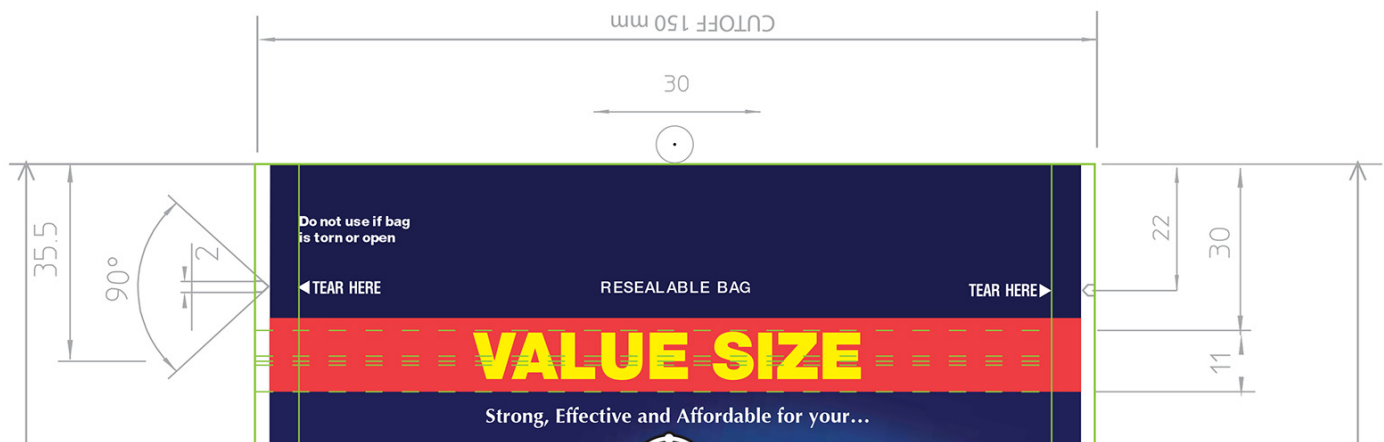 CUTOFF 150 mm
30
35.5
90°
2
Do not use if bag
is torn or open
TEAR HERE
RESEALABLE BAG
TEAR HERE
22
30
11
VALUE SIZE
Strong, Effective and Affordable for your...